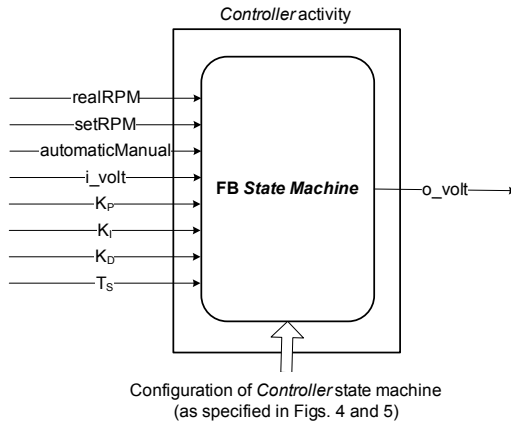 Controller activity
realRPM
setRPM
automaticManual
i_volt
KP
KI
KD
TS
FB State Machine
o_volt
Configuration of Controller state machine
(as specified in Figs. 4 and 5)